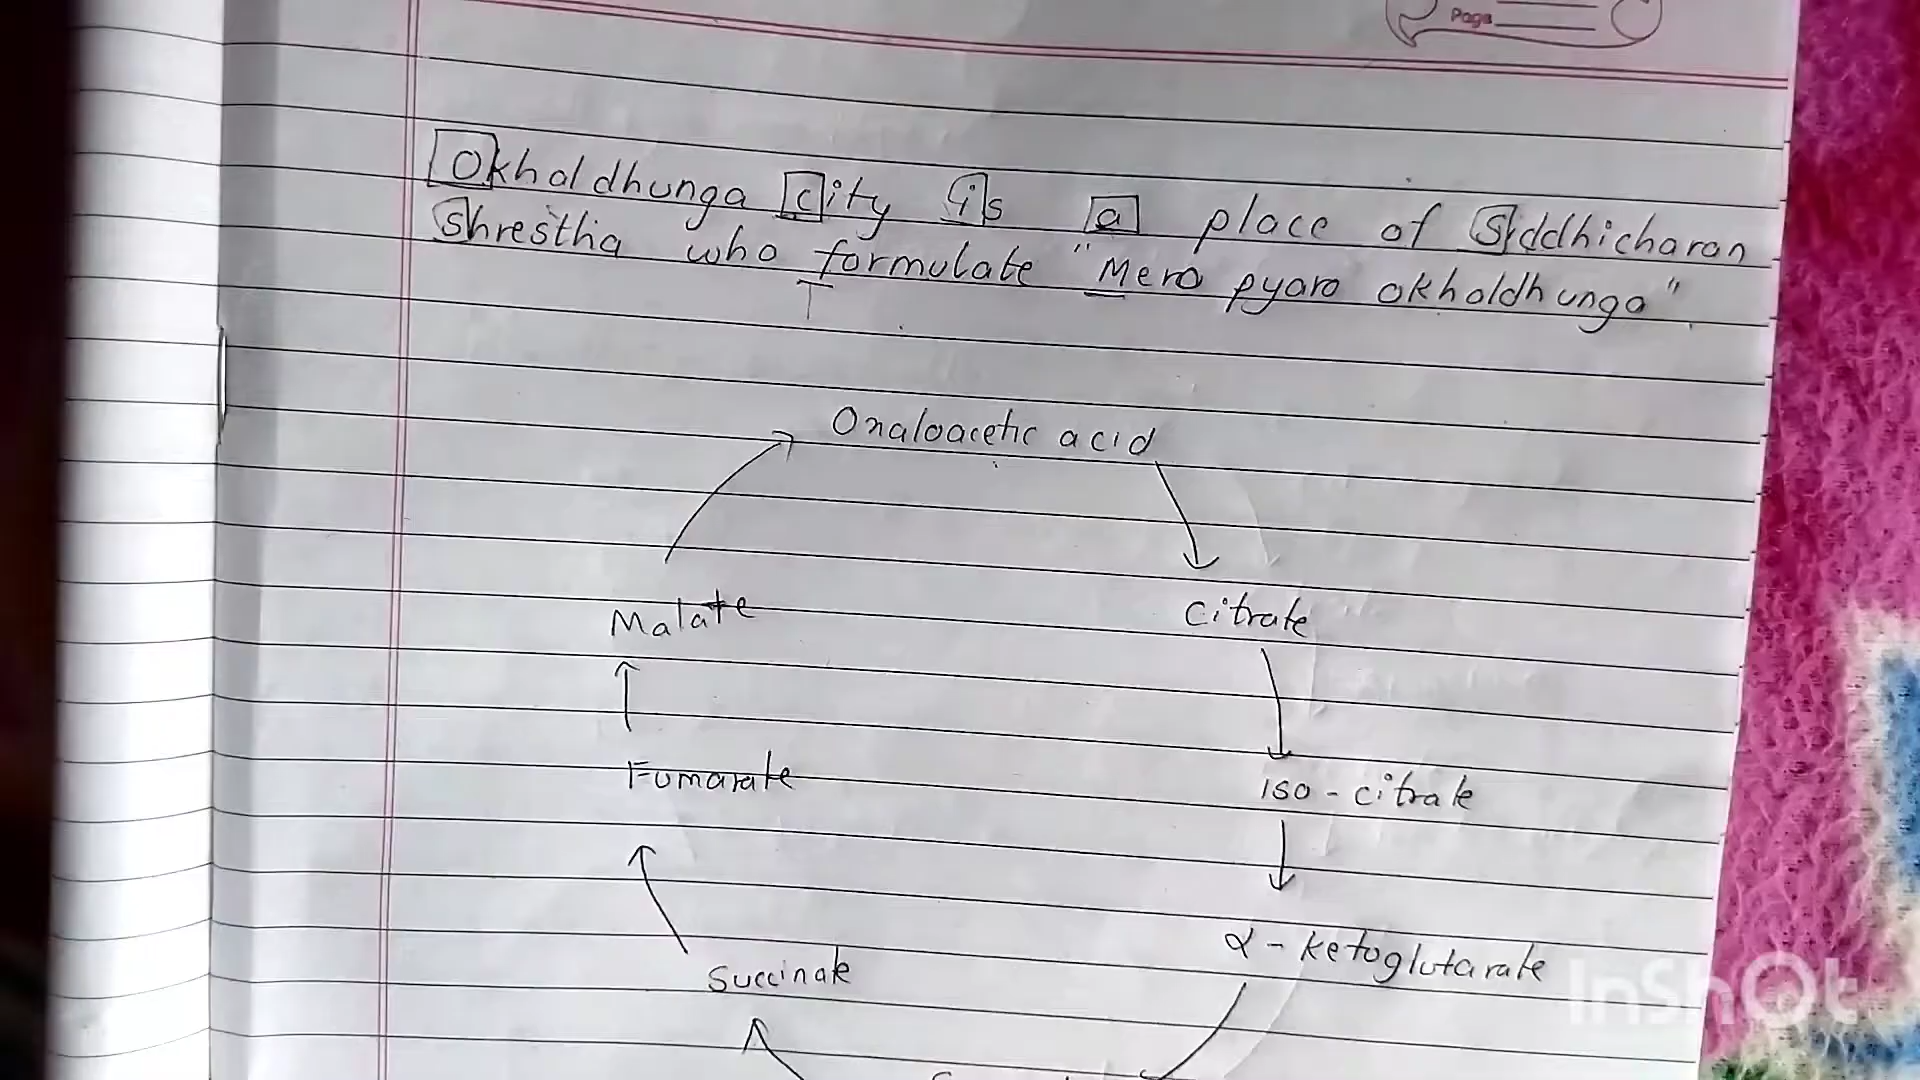 Page
Okhaldhunga city is a place of Siddhicharan
Shrestha who formulate "Mero pyaro okhaldhunga"
Oxaloacetic acid
Malate
Citrate
Fumarate
iso - citrate
α - ketoglutarate
Succinate
InShOt